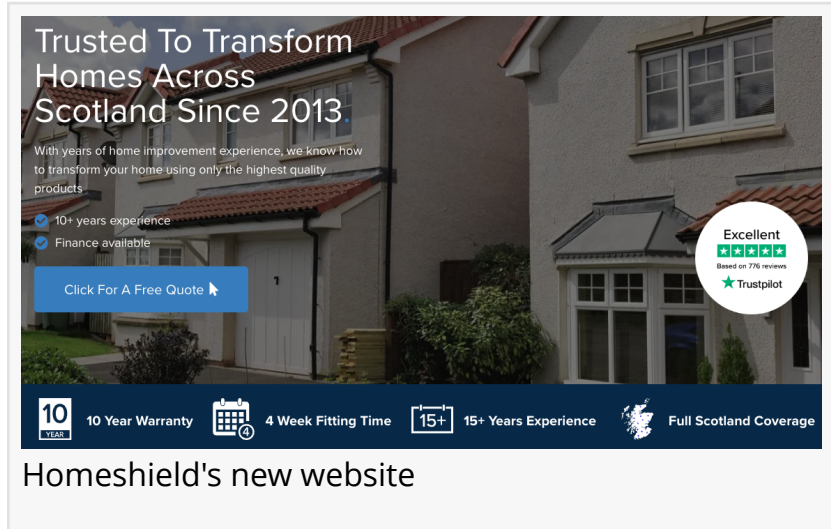 Trusted To Transform
Homes Across
Scotland Since 2013.
With years of home improvement experience, we know how
to transform your home using only the highest quality
products
10+ years experience
Finance available
Click For A Free Quote
Excellent
Based on 776 reviews
Trustpilot
10
YEAR
10 Year Warranty
4
4 Week Fitting Time
15+
15+ Years Experience
Full Scotland Coverage
Homeshield's new website